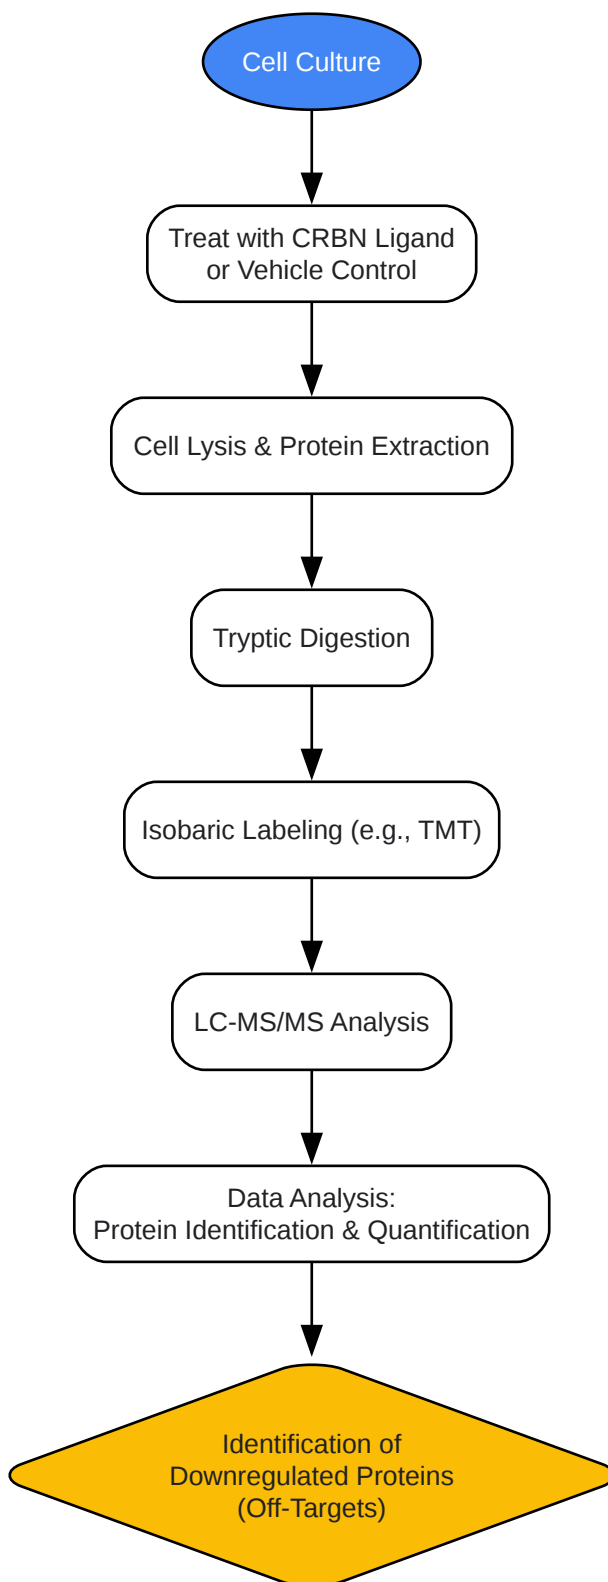 Cell Culture
Treat with CRBN Ligand
or Vehicle Control
Cell Lysis & Protein Extraction
Tryptic Digestion
Isobaric Labeling (e.g., TMT)
LC-MS/MS Analysis
Data Analysis:
Protein Identification & Quantification
Identification of
Downregulated Proteins
(Off-Targets)